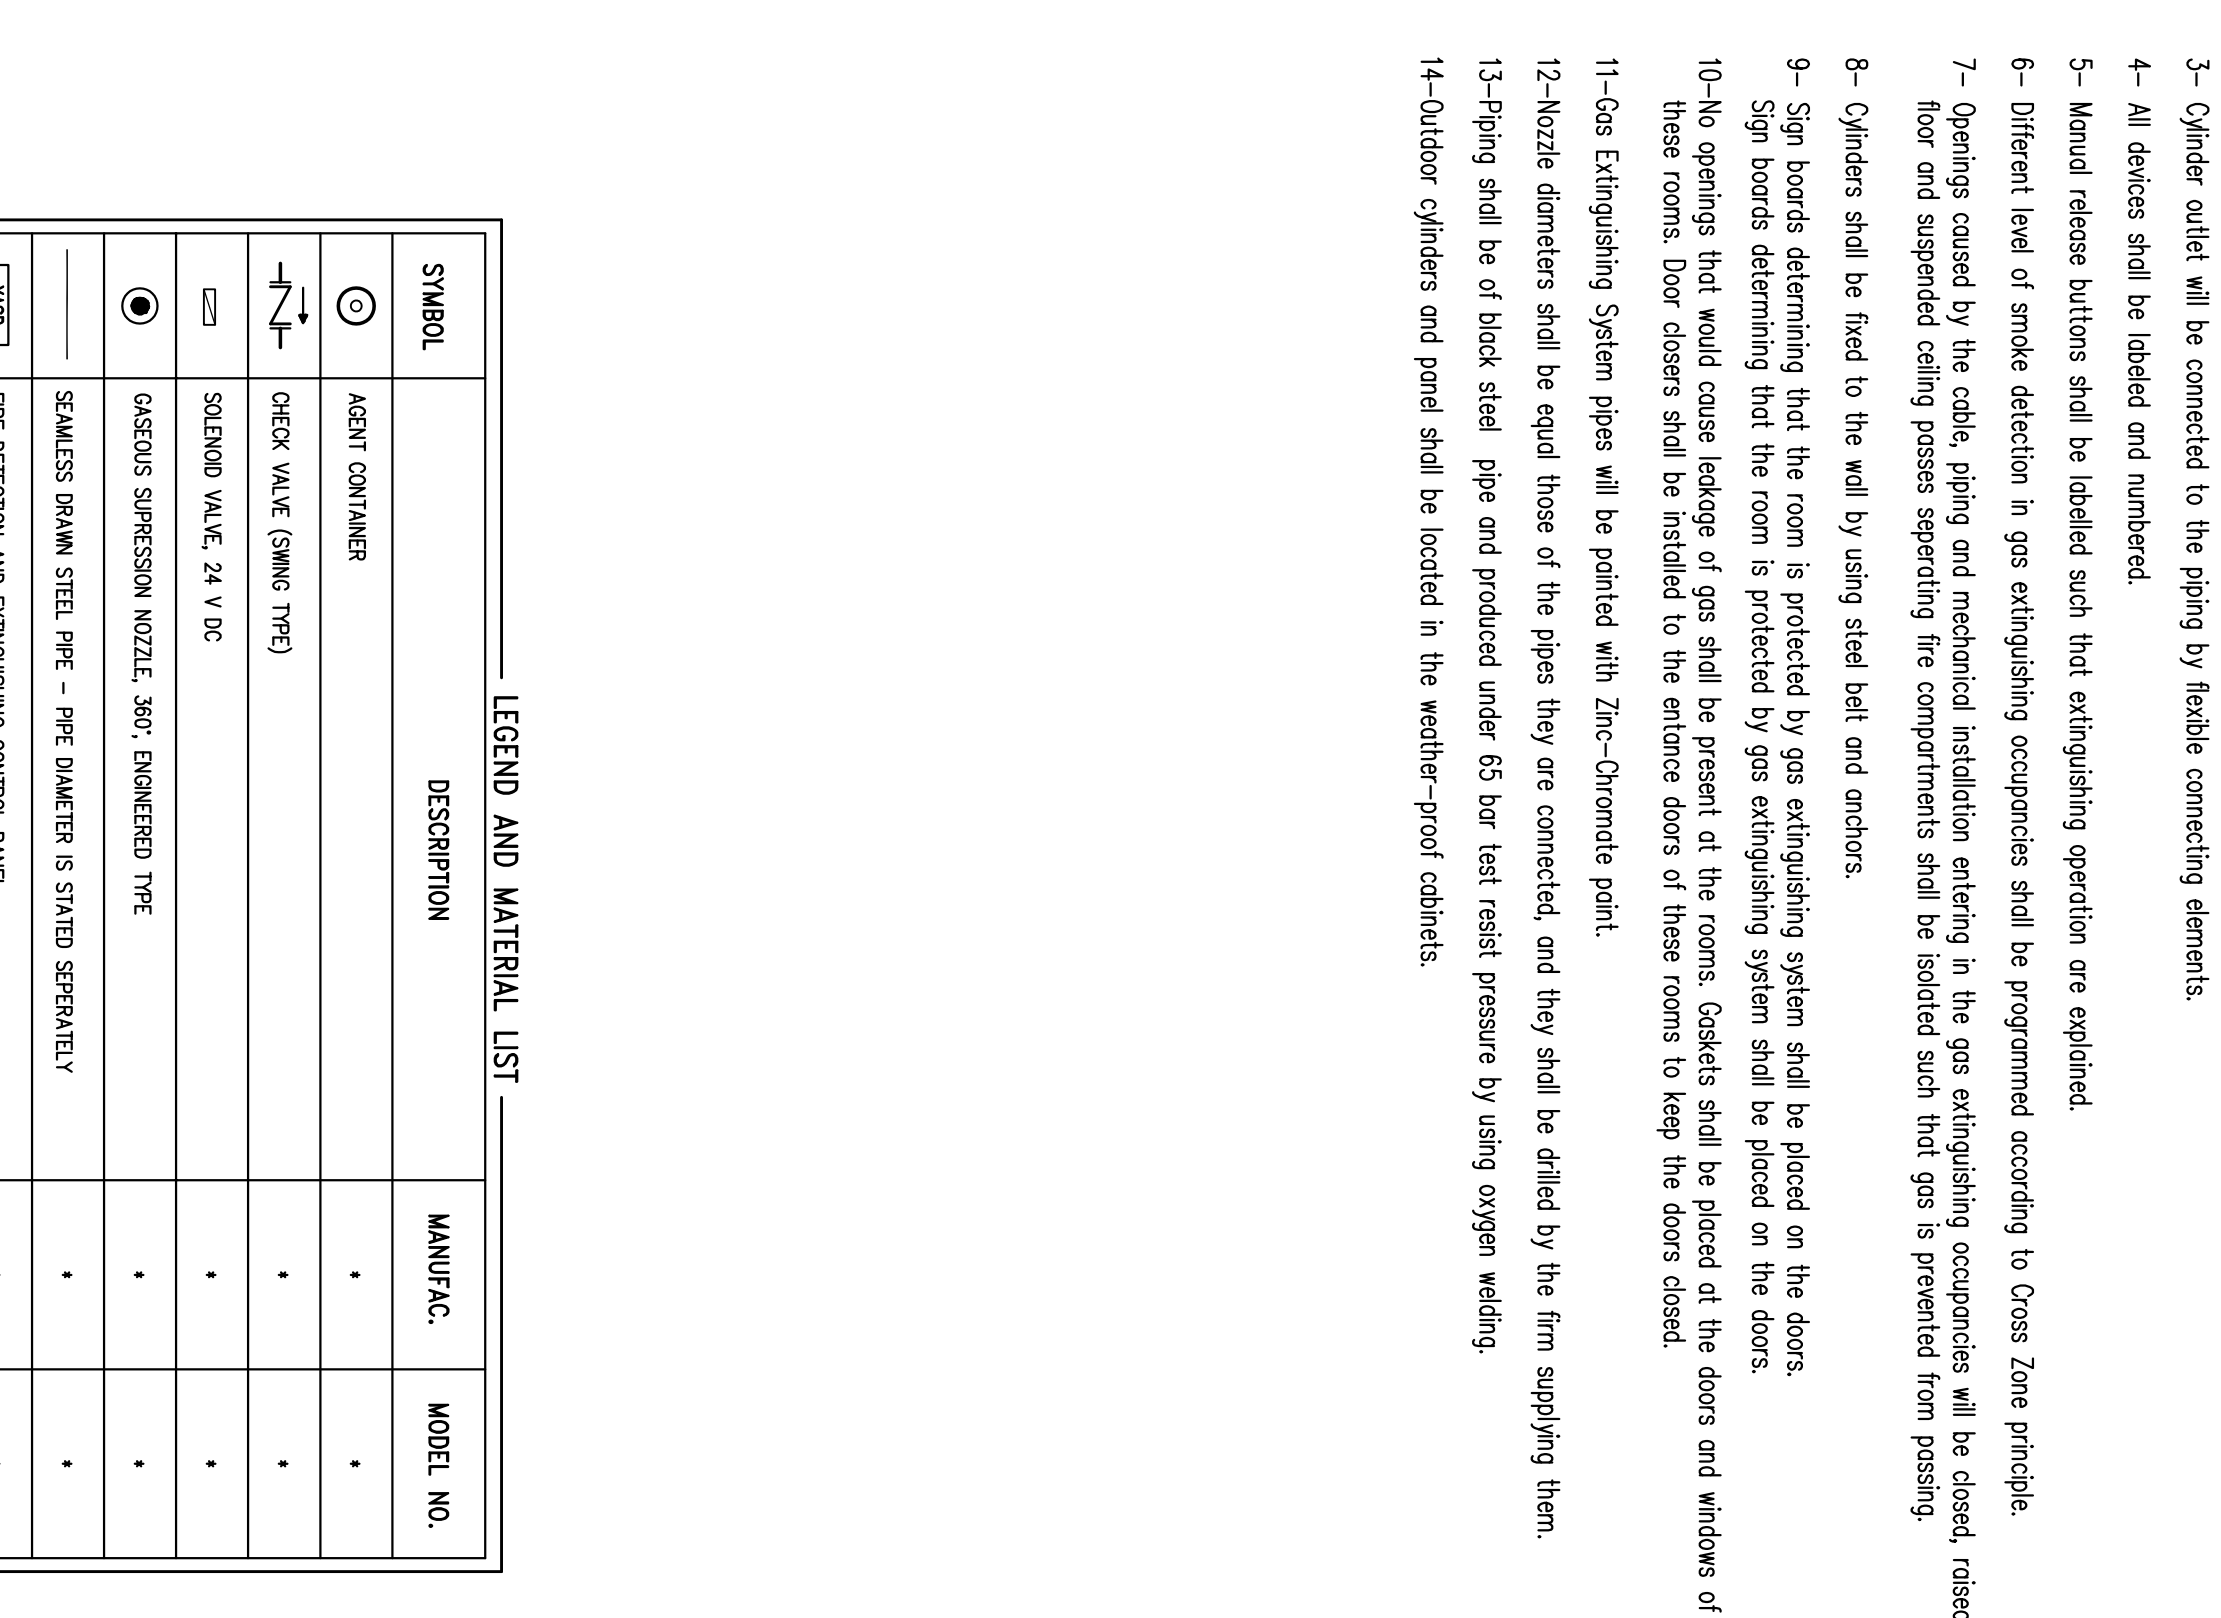 3- Cylinder outlet will be connected to the piping by flexible connecting elements.
4- All devices shall be labeled and numbered.
5- Manual release buttons shall be labelled such that extinguishing operation are explained.
6- Different level of smoke detection in gas extinguishing occupancies shall be programmed according to Cross Zone principle.
7- Openings caused by the cable, piping and mechanical installation entering in the gas extinguishing occupancies will be closed, raised
floor and suspended ceiling passes seperating fire compartments shall be isolated such that gas is prevented from passing.
8- Cylinders shall be fixed to the wall by using steel belt and anchors.
9- Sign boards determining that the room is protected by gas extinguishing system shall be placed on the doors.
Sign boards determining that the room is protected by gas extinguishing system shall be placed on the doors.
10-No openings that would cause leakage of gas shall be present at the rooms. Gaskets shall be placed at the doors and windows of
these rooms. Door closers shall be installed to the entance doors of these rooms to keep the doors closed.
11-Gas Extinguishing System pipes will be painted with Zinc-Chromate paint.
12-Nozzle diameters shall be equal those of the pipes they are connected, and they shall be drilled by the firm supplying them.
13-Piping shall be of black steel pipe and produced under 65 bar test resist pressure by using oxygen welding.
14-Outdoor cylinders and panel shall be located in the weather-proof cabinets.
LEGEND AND MATERIAL LIST
SYMBOL DESCRIPTION MANUFAC. MODEL NO.
AGENT CONTAINER * *
CHECK VALVE (SWING TYPE) * *
SOLENOID VALVE, 24 V DC * *
GASEOUS SUPRESSION NOZZLE, 360°, ENGINEERED TYPE * *
SEAMLESS DRAWN STEEL PIPE - PIPE DIAMETER IS STATED SEPERATELY * *